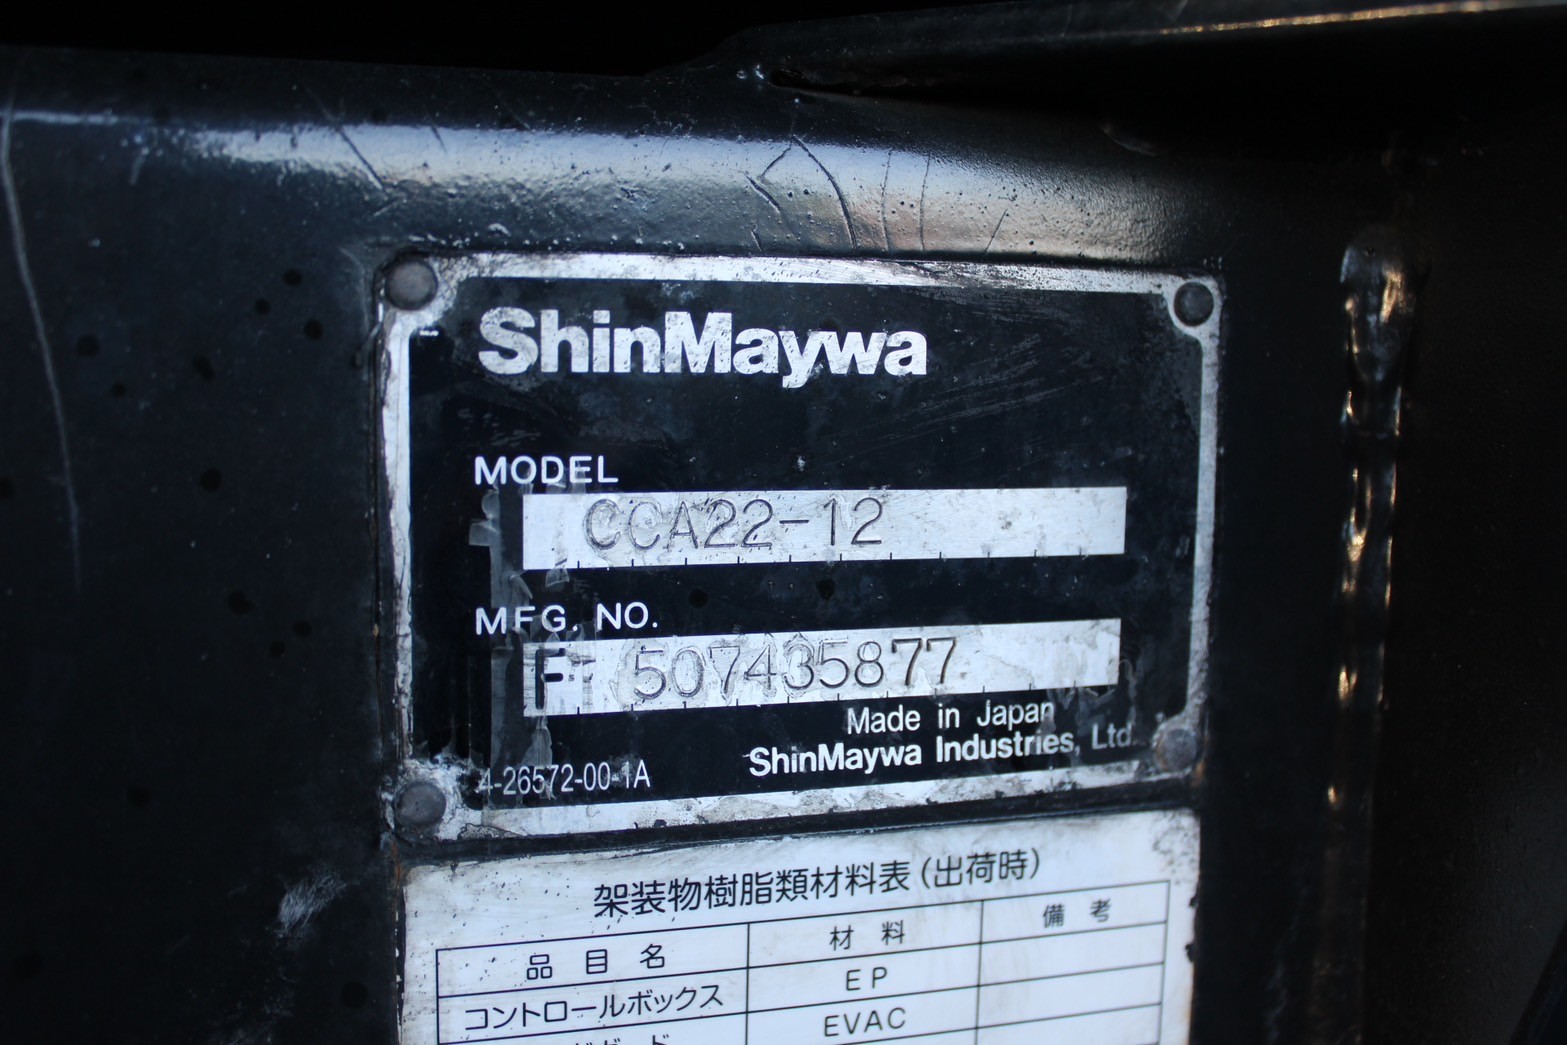 ShinMaywa
MODEL
CCA22-12
MFG. NO.
F 507435877
Made in Japan
ShinMaywa Industries, Ltd.
4-26572-00-1A
架装物樹脂類材料表(出荷時)
品目名 材料 備考
コントロールボックス EP
EVAC